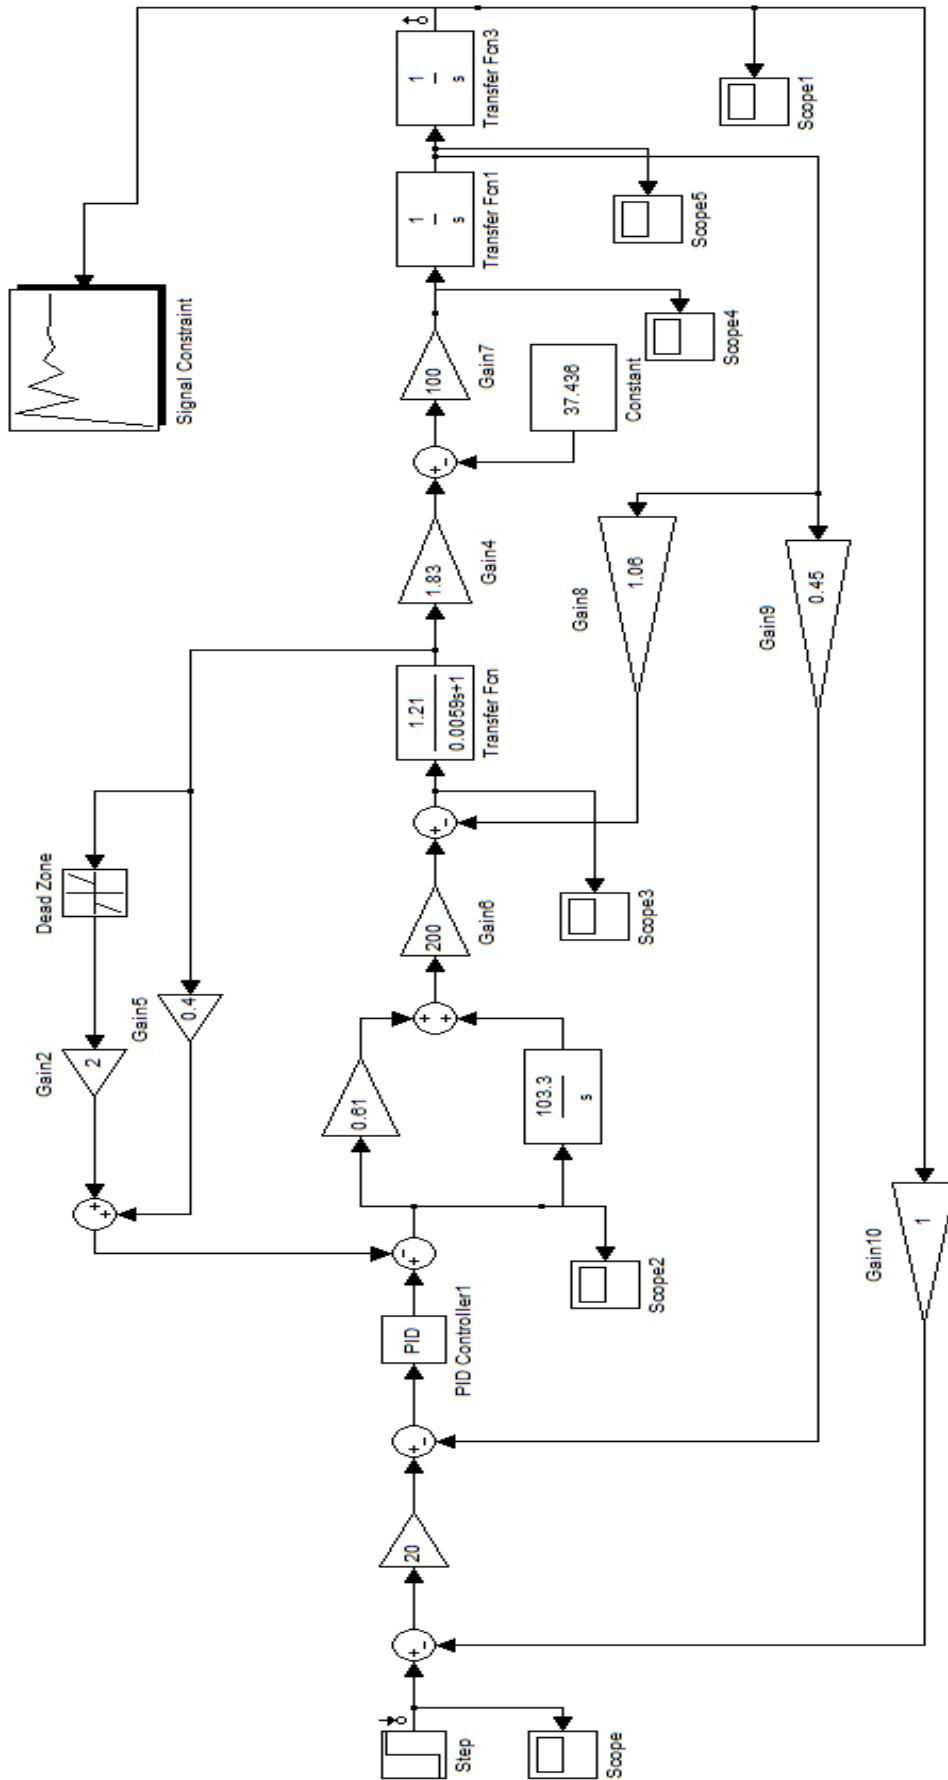 Step
Scope
20
PID
PID Controller1
Scope2
0.61
103.3
s
200
Gain6
Scope3
1.21
0.0059s+1
Transfer Fcn
1.83
Gain4
37.436
Constant
100
Gain7
Scope4
1
s
Transfer Fcn1
Scope5
1
s
Transfer Fcn3
Scope1
Signal Constraint
Dead Zone
Gain2
2
Gain5
0.4
Gain8
1.06
Gain9
0.45
Gain10
1